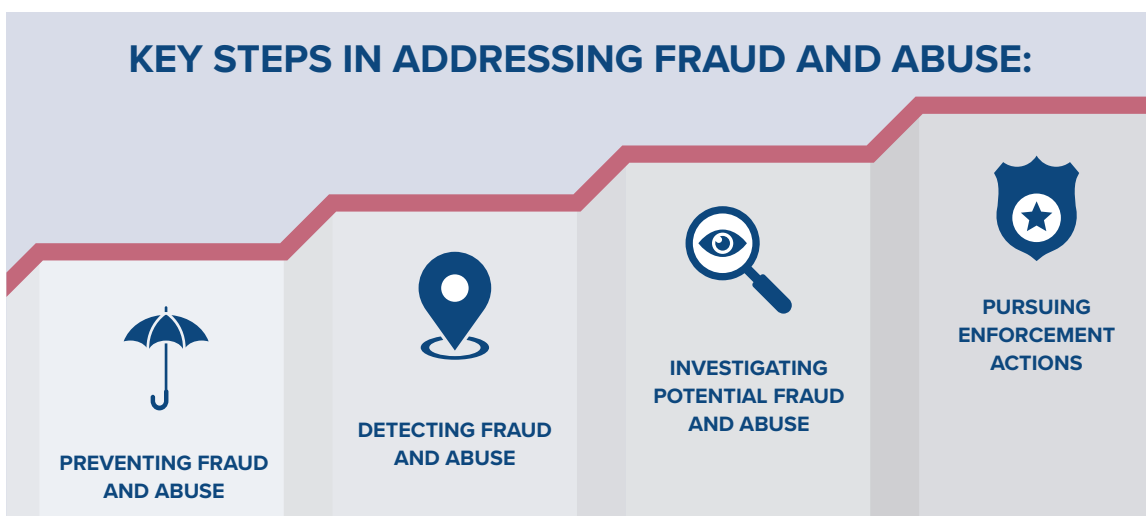 KEY STEPS IN ADDRESSING FRAUD AND ABUSE:
PREVENTING FRAUD
AND ABUSE
DETECTING FRAUD
AND ABUSE
INVESTIGATING
POTENTIAL FRAUD
AND ABUSE
PURSUING
ENFORCEMENT
ACTIONS